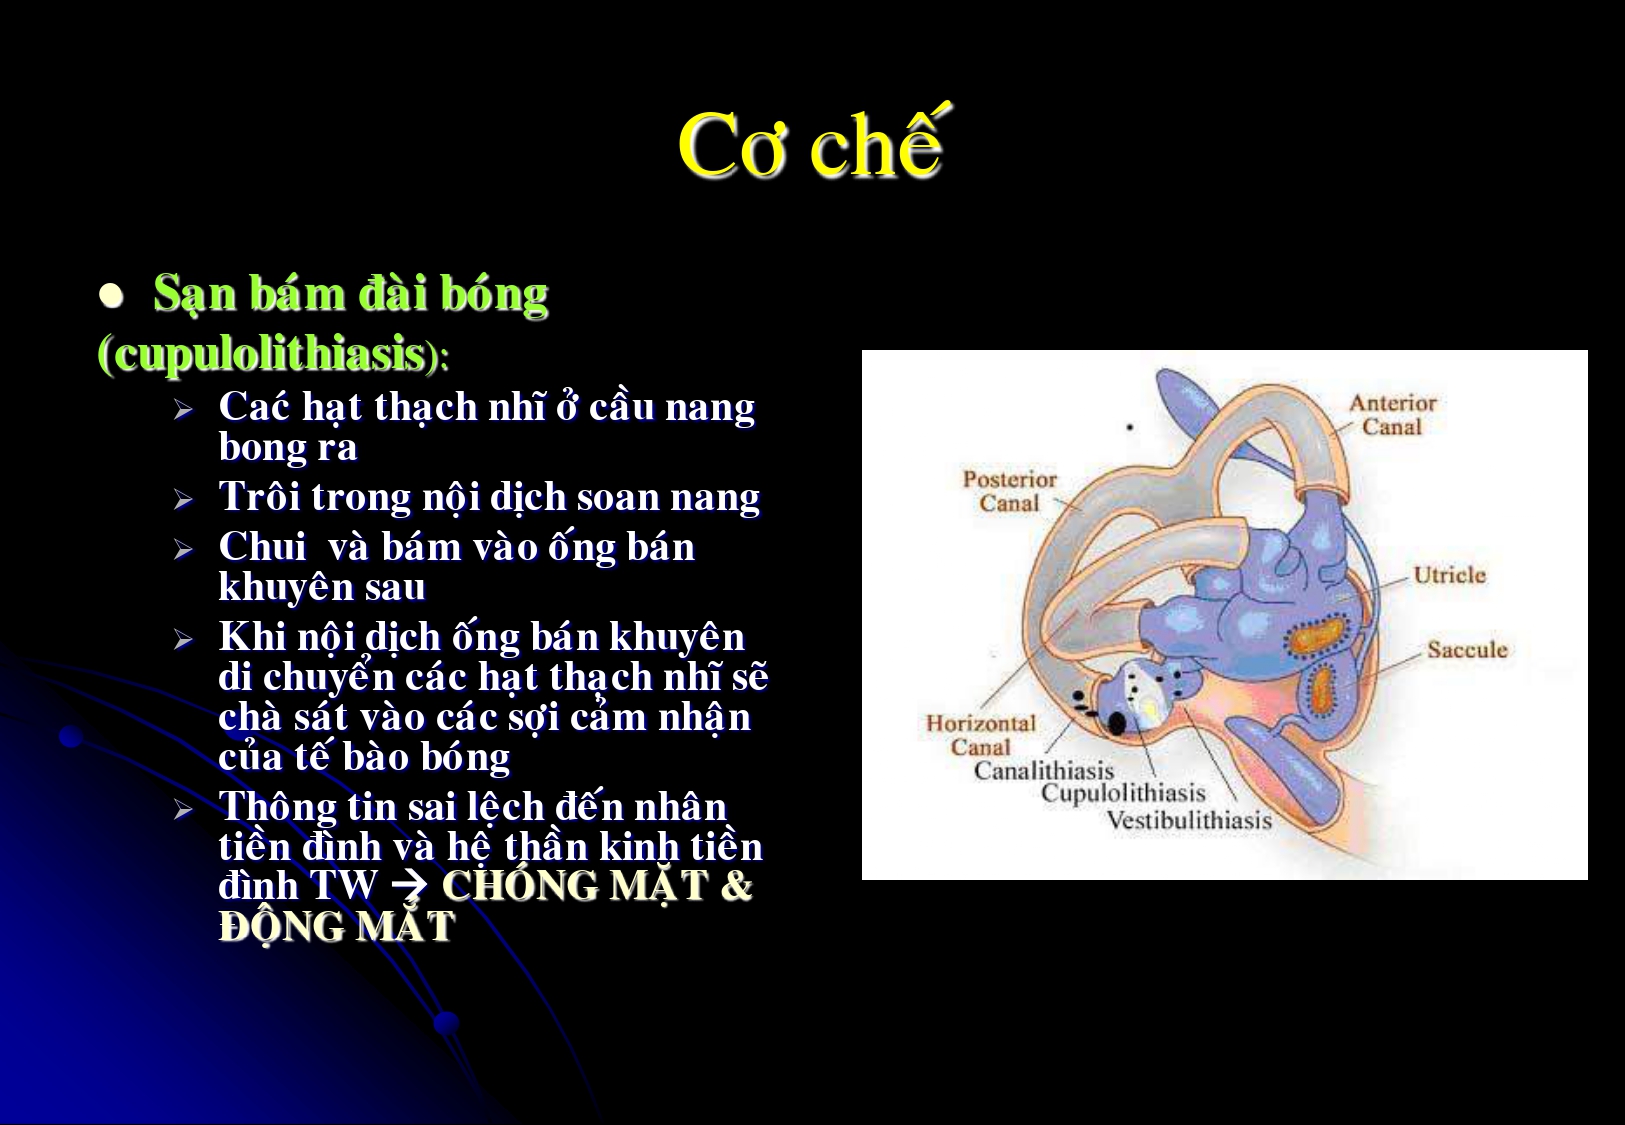 Cơ chế
Sạn bám đài bóng
(cupulolithiasis):
Cać hạt thạch nhĩ ở cầu nang
bong ra
Trôi trong nội dịch soan nang
Chui và bám vào ống bán
khuyên sau
Khi nội dịch ống bán khuyên
di chuyển các hạt thạch nhĩ sẽ
chà sát vào các sợi cảm nhận
của tế bào bóng
Thông tin sai lệch đến nhân
tiền đình và hệ thần kinh tiền
đình TW → CHÓNG MẶT &
ĐỘNG MẮT
Anterior
Canal
Posterior
Canal
Utricle
Saccule
Horizontal
Canal
Canalithiasis
Cupulolithiasis
Vestibulithiasis